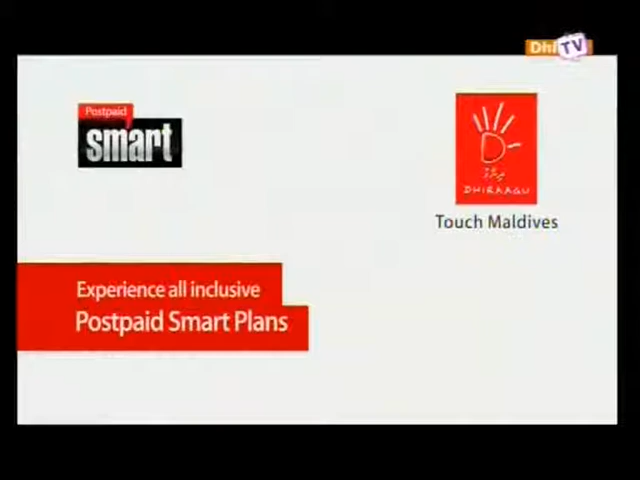 DhiTV
Postpaid
smart
DHIRAAGU
Touch Maldives
Experience all inclusive
Postpaid Smart Plans